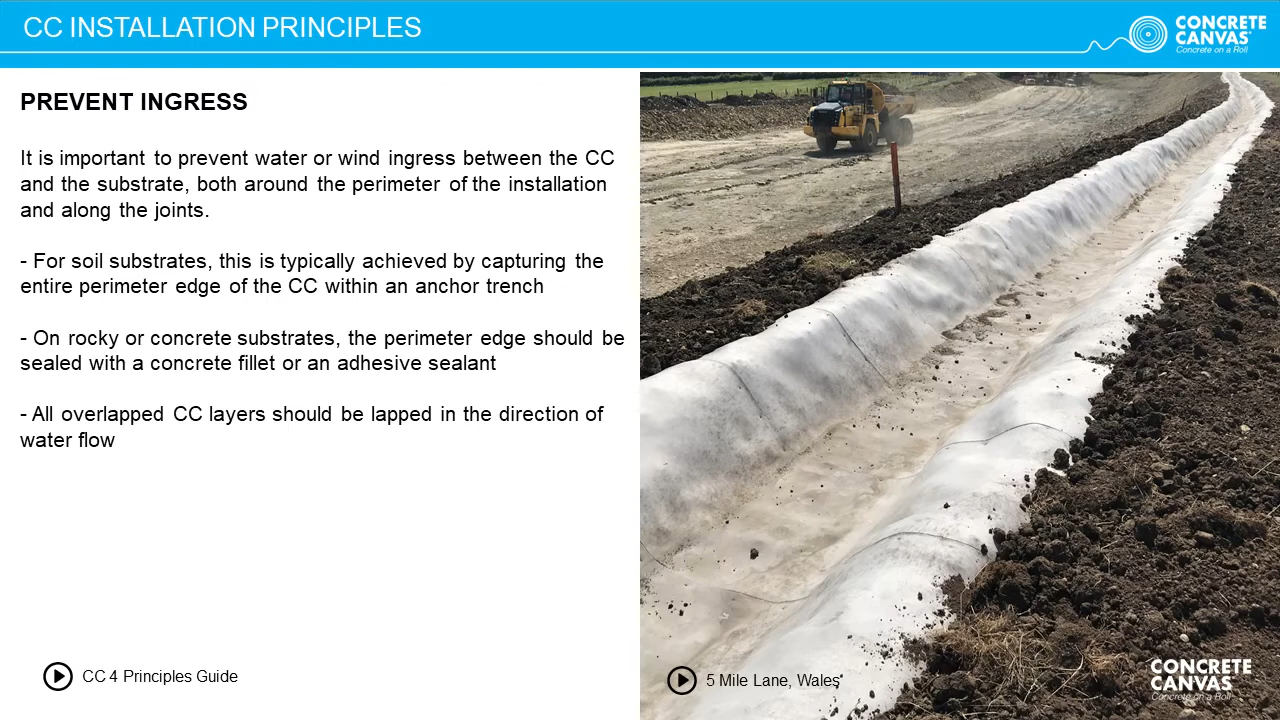 CC INSTALLATION PRINCIPLES
CONCRETE
CANVAS®
Concrete on a Roll
PREVENT INGRESS
It is important to prevent water or wind ingress between the CC
and the substrate, both around the perimeter of the installation
and along the joints.
- For soil substrates, this is typically achieved by capturing the
entire perimeter edge of the CC within an anchor trench
- On rocky or concrete substrates, the perimeter edge should be
sealed with a concrete fillet or an adhesive sealant
- All overlapped CC layers should be lapped in the direction of
water flow
CC 4 Principles Guide
5 Mile Lane, Wales
CONCRETE
CANVAS
Concrete on a Roll